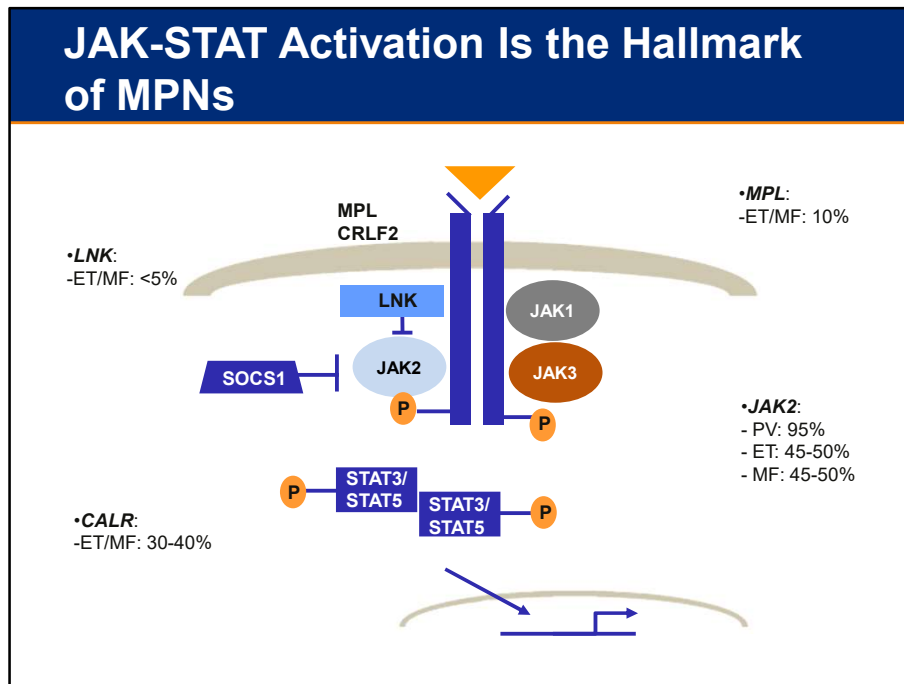 JAK-STAT Activation Is the Hallmark
of MPNs
MPL
CRLF2
•MPL:
-ET/MF: 10%
•LNK:
-ET/MF: <5%
LNK
JAK1
JAK2
JAK3
SOCS1
P
P
•JAK2:
- PV: 95%
- ET: 45-50%
- MF: 45-50%
P
STAT3/
STAT5
STAT3/
STAT5
P
•CALR:
-ET/MF: 30-40%